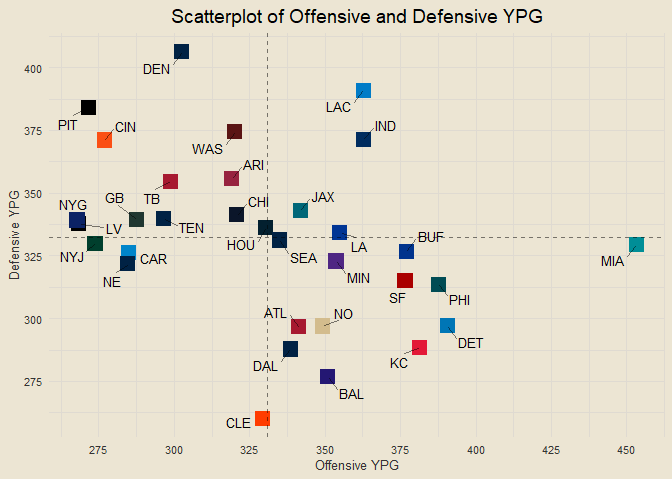 Scatterplot of Offensive and Defensive YPG
DEN
400
LAC
PIT
CIN
IND
375
WAS
ARI
350
TB
NYG
GB
CHI
JAX
LV
TEN
HOU
LA
BUF
NYJ
CAR
SEA
MIA
325
NE
MIN
SF
PHI
300
ATL
NO
DET
DAL
KC
275
BAL
CLE
Defensive YPG
275
300
325
350
375
400
425
450
Offensive YPG